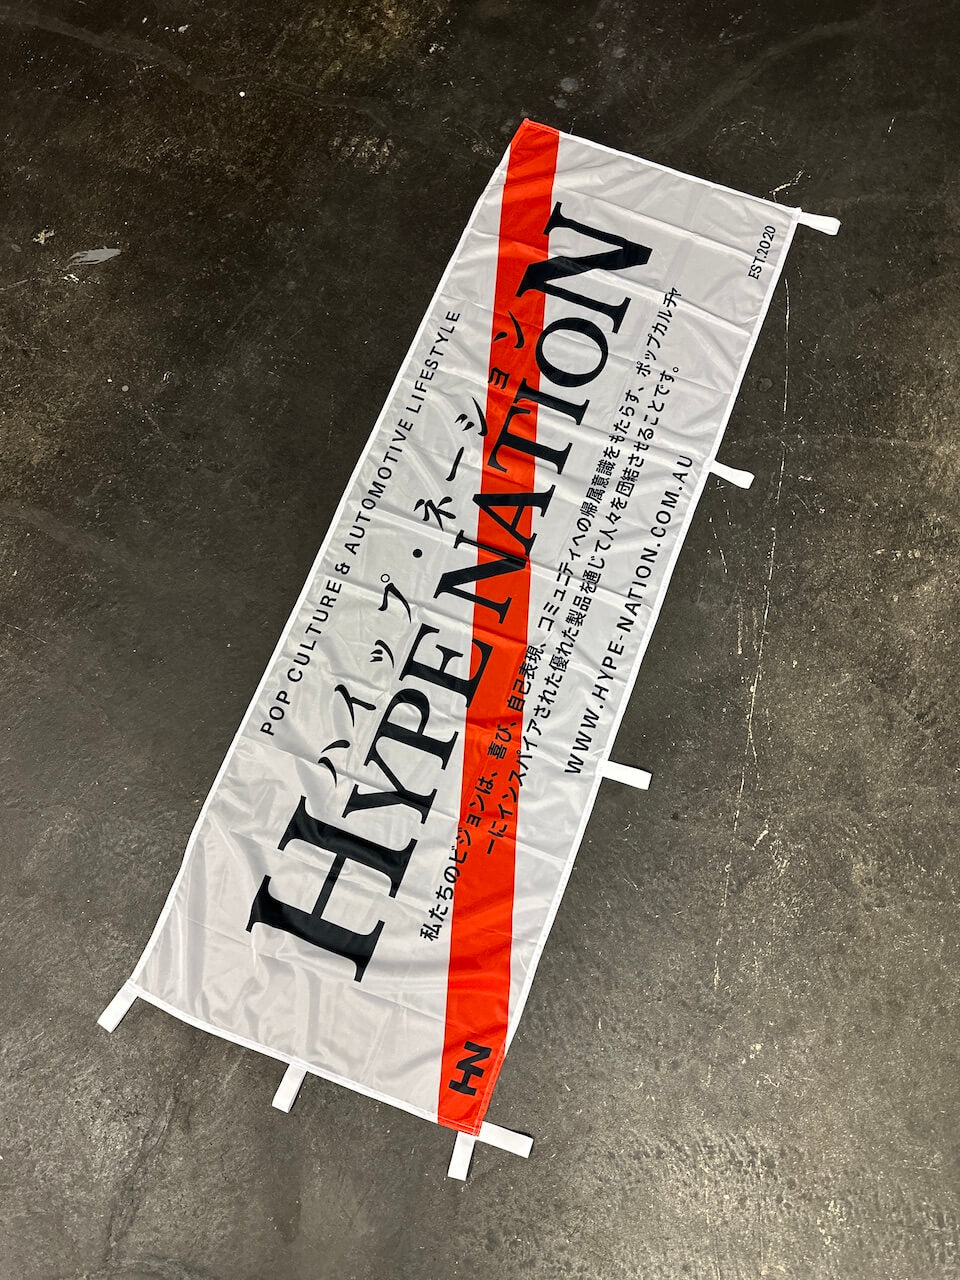 POP CULTURE & AUTOMOTIVE LIFESTYLE
ハイップ・ネーション
HYPE NATION
私たちのビジョンは、喜び、自己表現、コミュニティへの帰属意識をもたらす、ポップカルチャ
ーにインスパイアされた優れた製品を通じて人々を団結させることです。
WWW.HYPE-NATION.COM.AU
EST.2020
HN